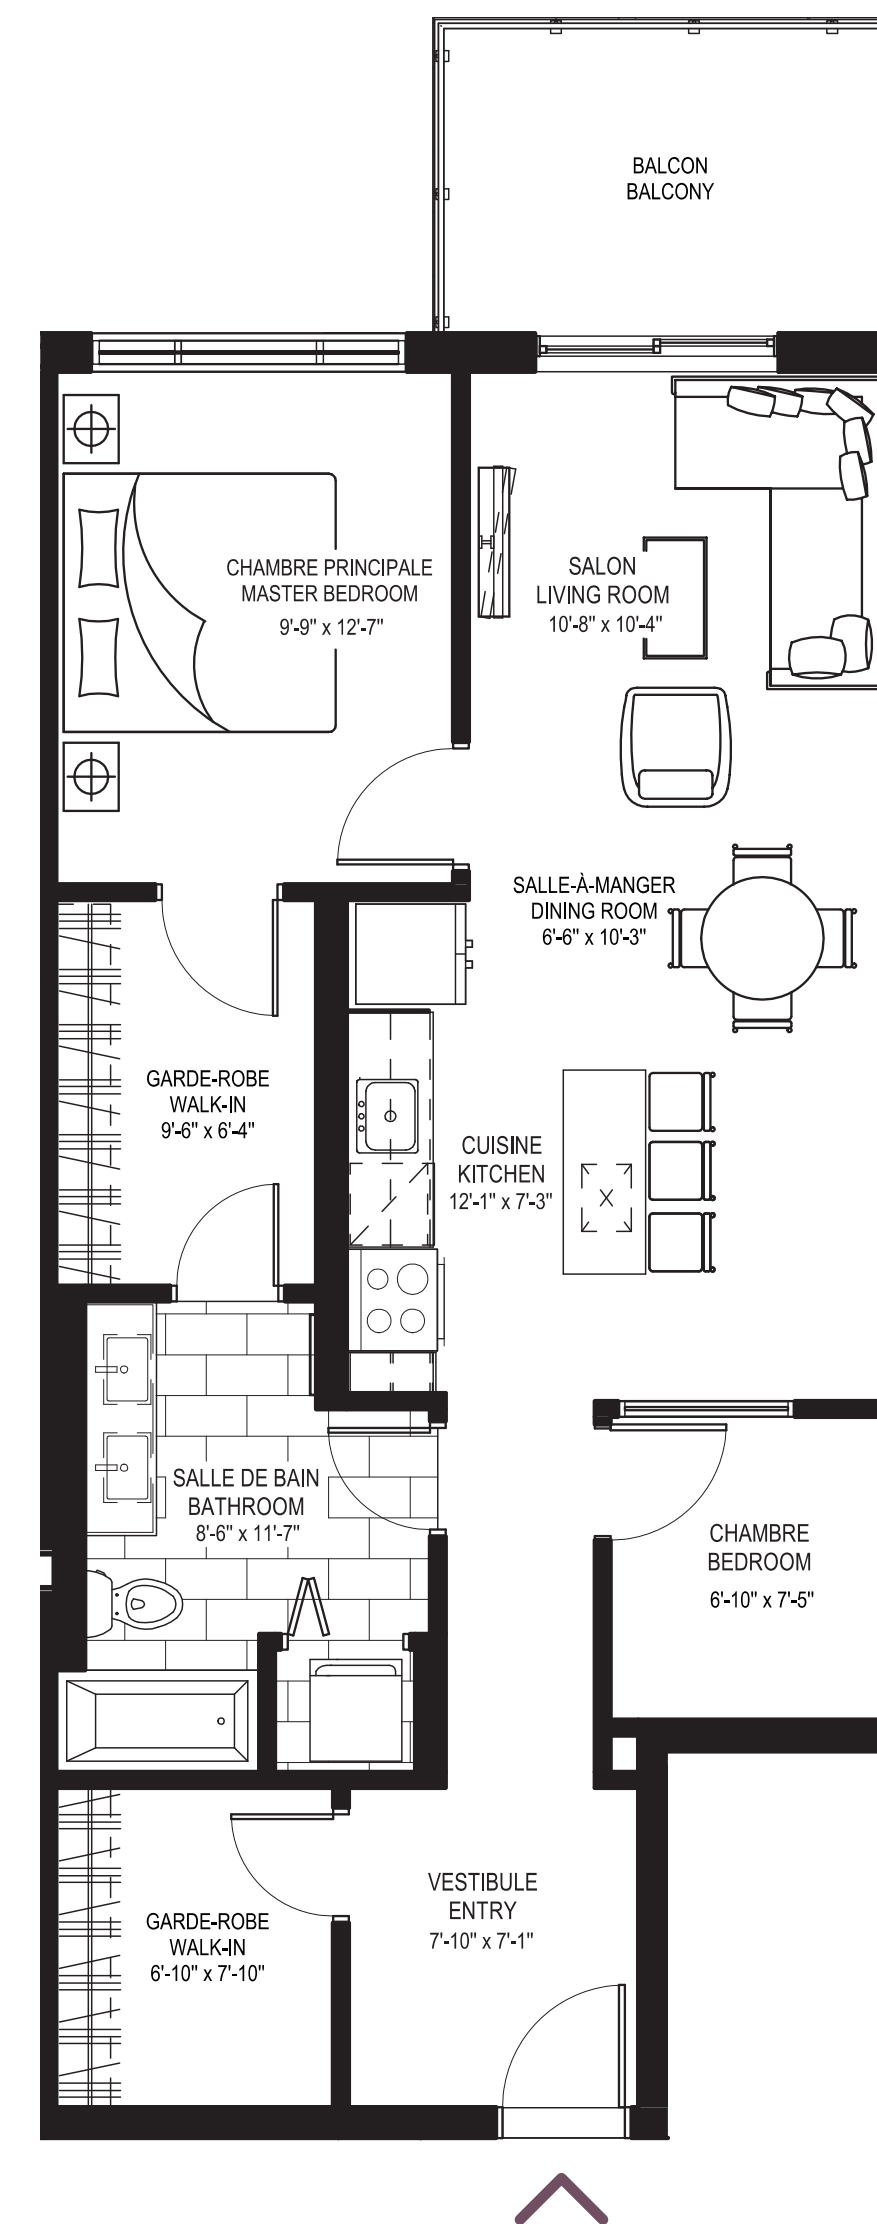 BALCON
BALCONY
CHAMBRE PRINCIPALE
MASTER BEDROOM
9'-9" x 12'-7"
SALON
LIVING ROOM
10'-8" x 10'-4"
SALLE-À-MANGER
DINING ROOM
6'-6" x 10'-3"
GARDE-ROBE
WALK-IN
9'-6" x 6'-4"
CUISINE
KITCHEN
12'-1" x 7'-3"
SALLE DE BAIN
BATHROOM
8'-6" x 11'-7"
CHAMBRE
BEDROOM
6'-10" x 7'-5"
VESTIBULE
ENTRY
7'-10" x 7'-1"
GARDE-ROBE
WALK-IN
6'-10" x 7'-10"